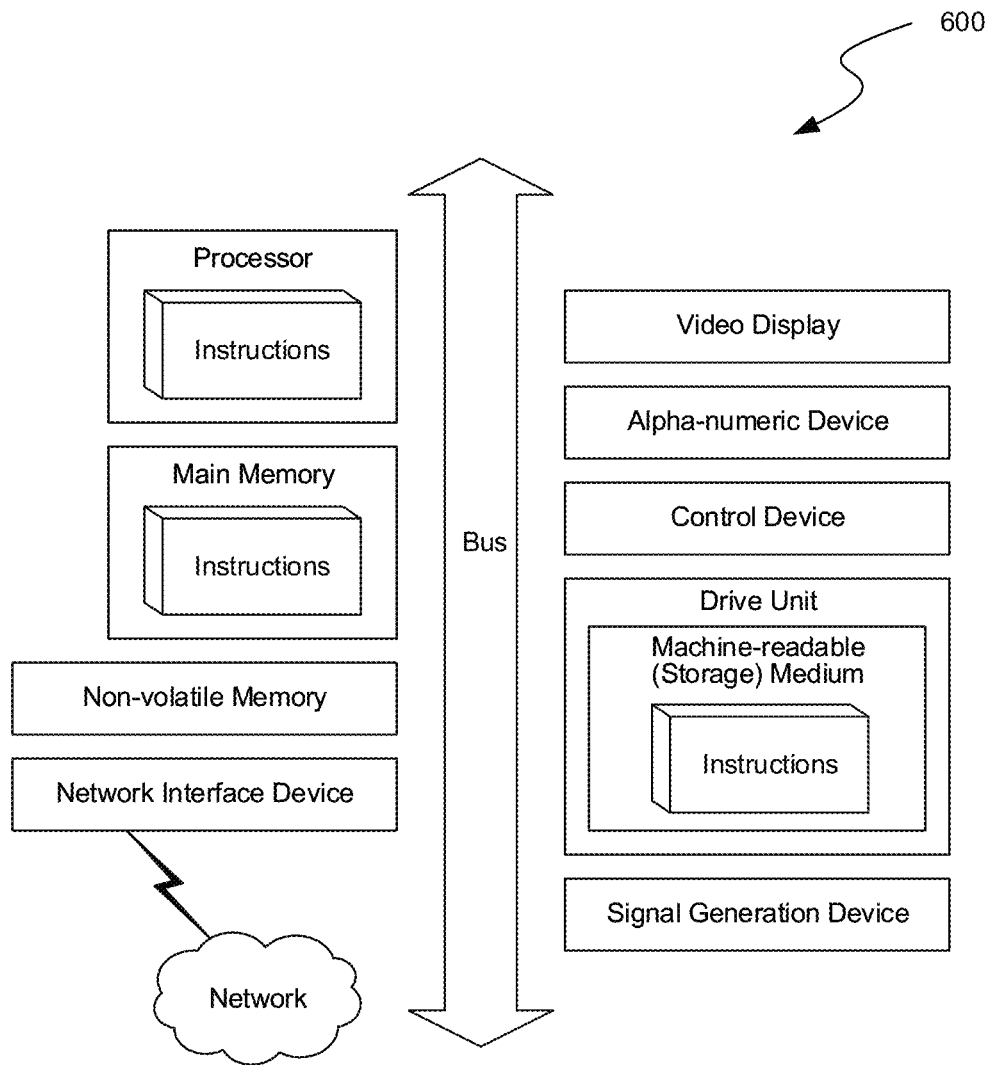 600
Processor
Instructions
Main Memory
Instructions
Non-volatile Memory
Network Interface Device
Network
Bus
Video Display
Alpha-numeric Device
Control Device
Drive Unit
Machine-readable
(Storage) Medium
Instructions
Signal Generation Device